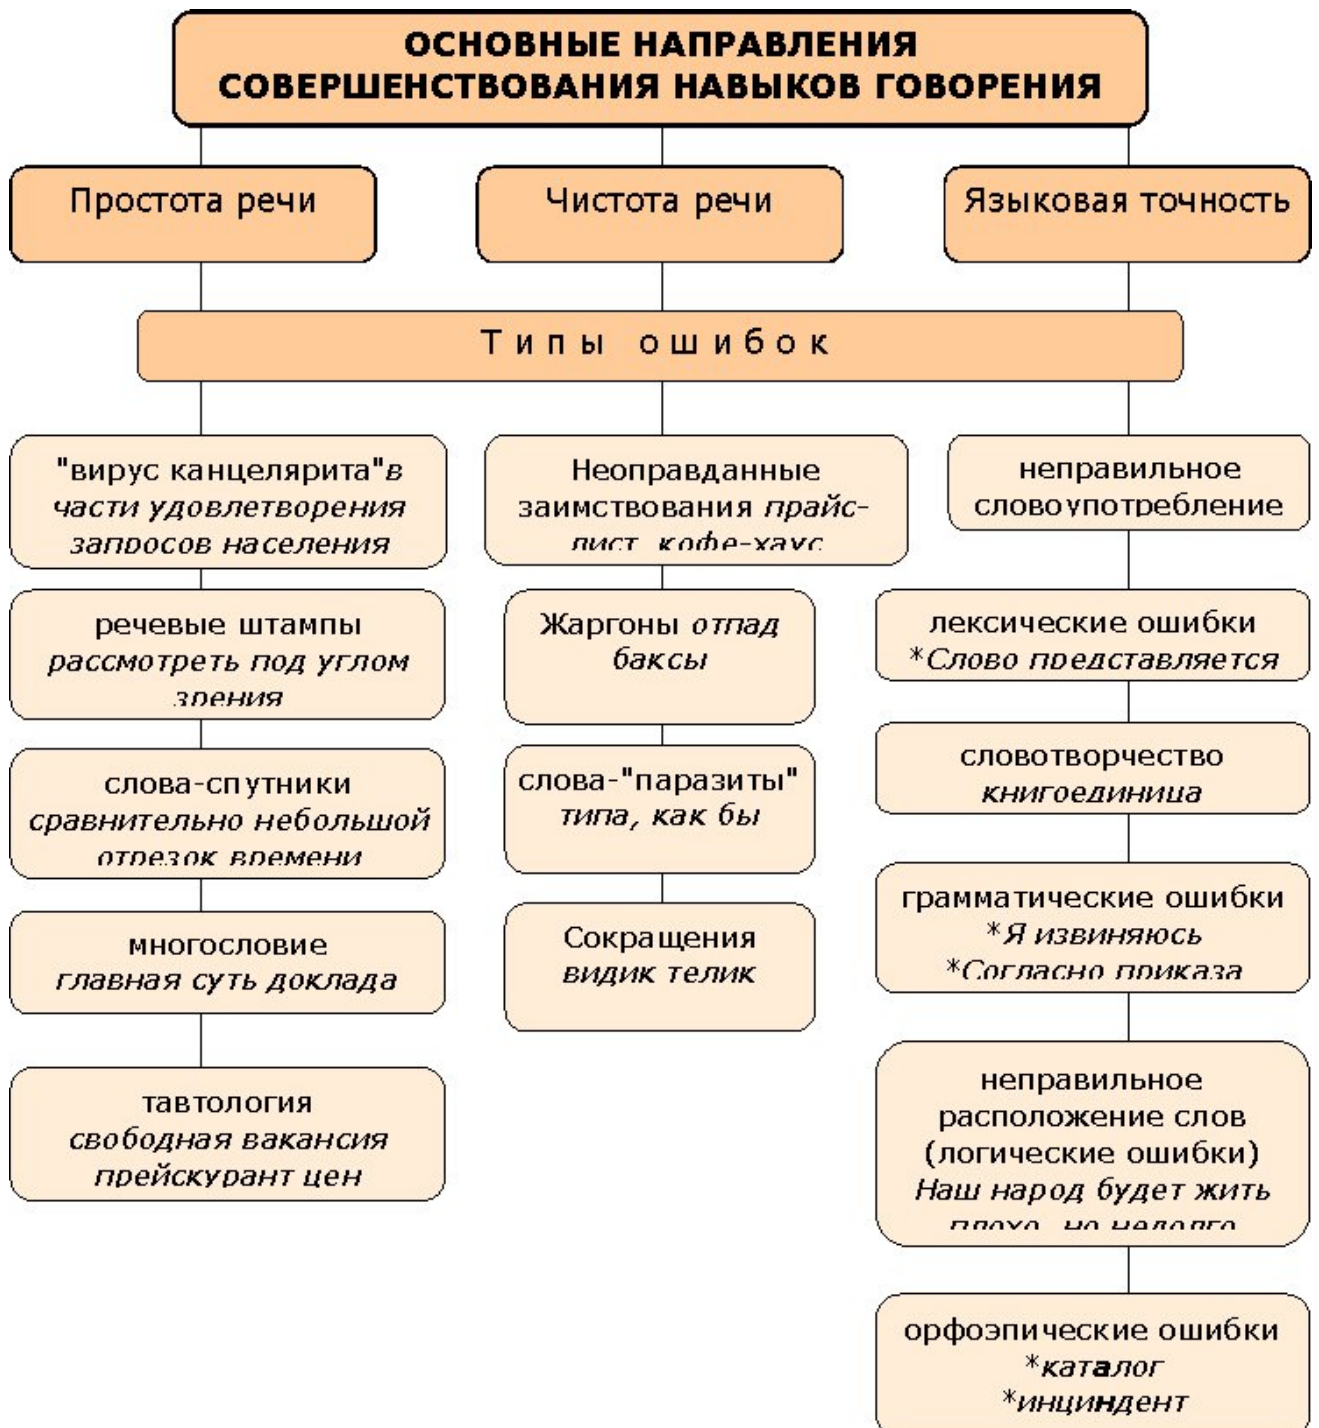 ОСНОВНЫЕ НАПРАВЛЕНИЯ
СОВЕРШЕНСТВОВАНИЯ НАВЫКОВ ГОВОРЕНИЯ
Простота речи
Чистота речи
Языковая точность
Типы ошибок
"вирус канцелярита"в
части удовлетворения
запросов населения
речевые штампы
рассмотреть под углом
зрения
слова-спутники
сравнительно небольшой
отрезок времени
многословие
главная суть доклада
тавтология
свободная вакансия
прейскурант цен
Неоправданные
заимствования прайс-
лист, кофе-хаус
Жаргоны отпад
баксы
слова-"паразиты"
типа, как бы
Сокращения
видик телик
неправильное
словоупотребление
лексические ошибки
*Слово представляется
словотворчество
книгоединица
грамматические ошибки
*Я извиняюсь
*Согласно приказа
неправильное
расположение слов
(логические ошибки)
Наш народ будет жить
плохо, но недолго
орфоэпические ошибки
*каталог
*инциндент